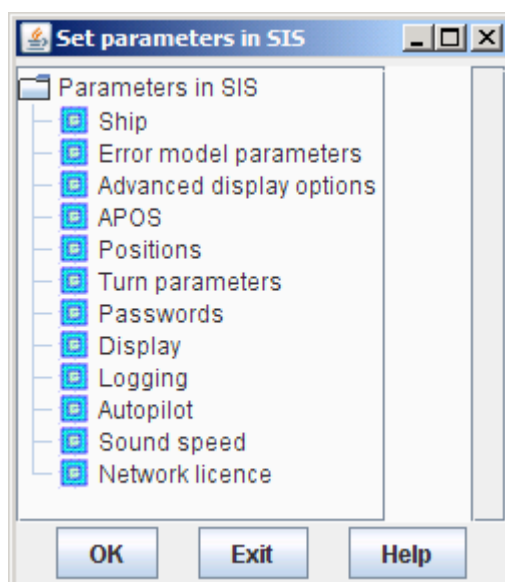 Set parameters in SIS
Parameters in SIS
Ship
Error model parameters
Advanced display options
APOS
Positions
Turn parameters
Passwords
Display
Logging
Autopilot
Sound speed
Network licence
OK Exit Help